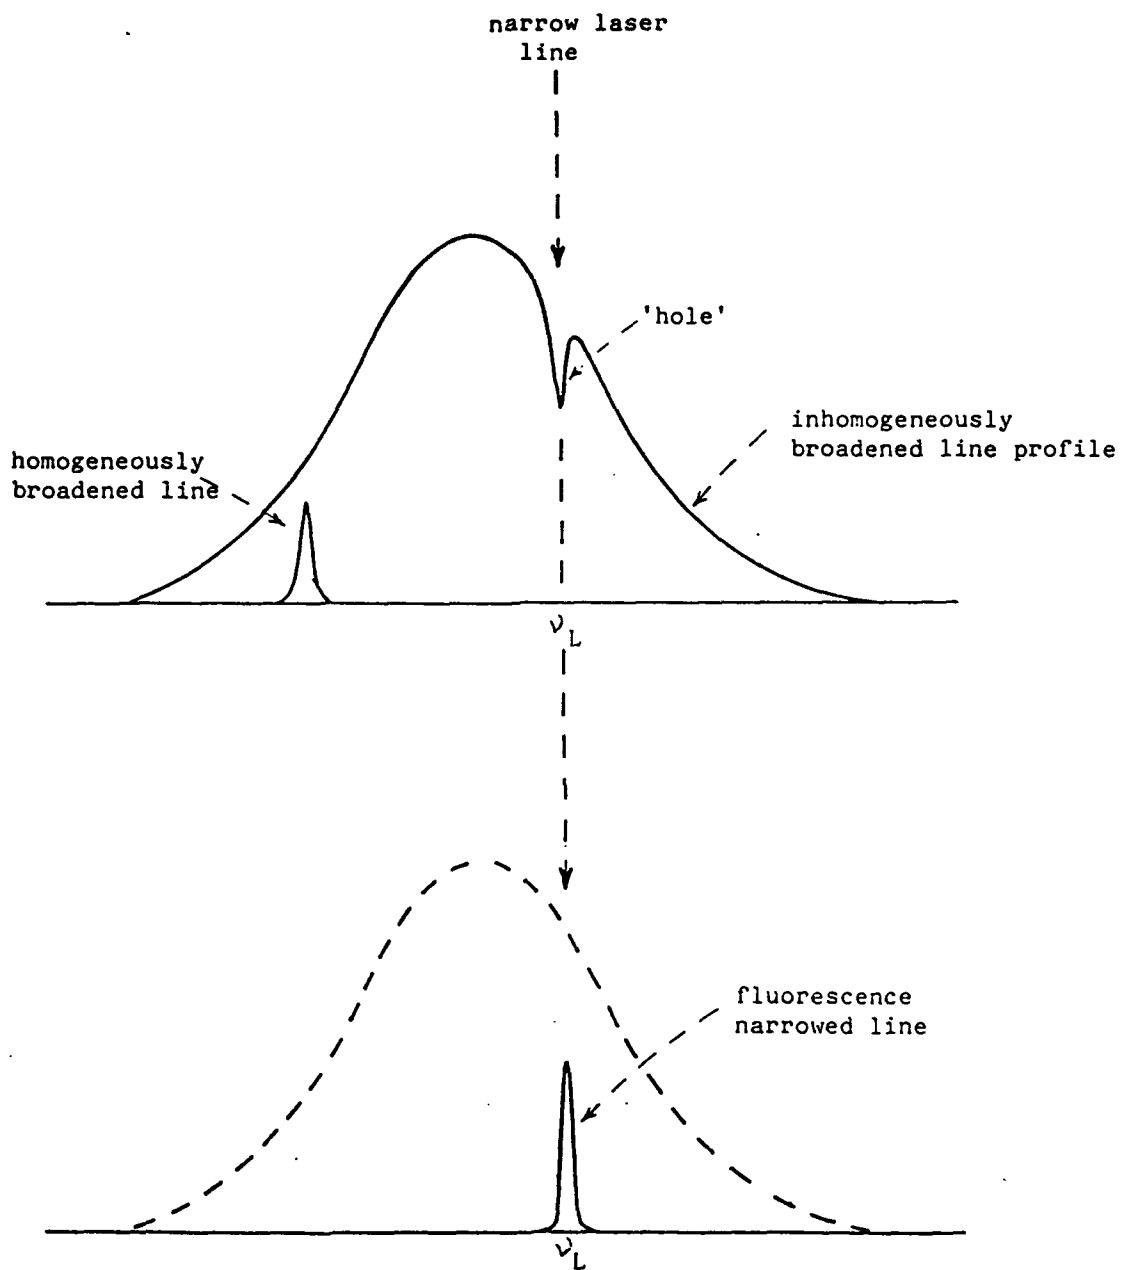 narrow laser
line
'hole'
inhomogeneously
broadened line profile
homogeneously
broadened line
ν_L
fluorescence
narrowed line
ν_L